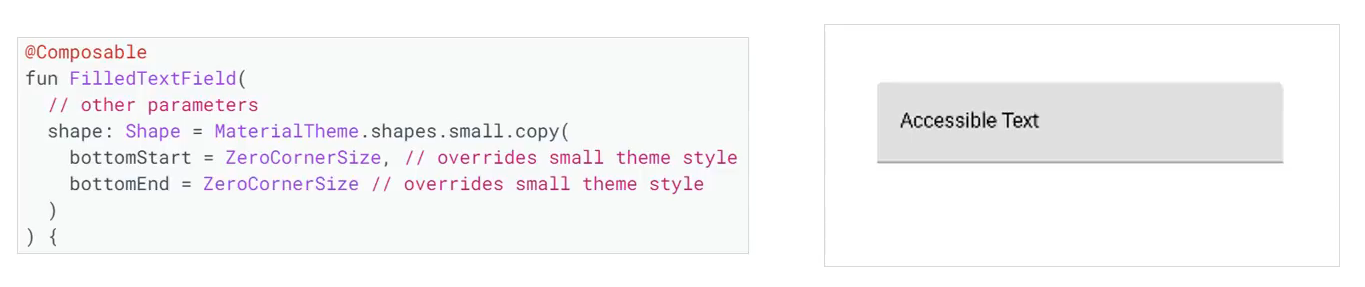 @Composable
fun FilledTextField(
  // other parameters
  shape: Shape = MaterialTheme.shapes.small.copy(
    bottomStart = ZeroCornerSize, // overrides small theme style
    bottomEnd = ZeroCornerSize // overrides small theme style
  )
) {
Accessible Text